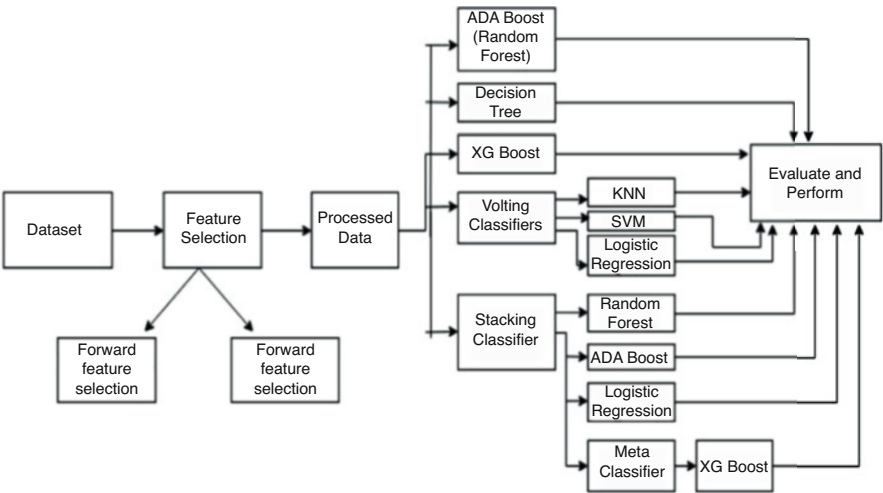 ADA Boost
(Random
Forest)
Decision
Tree
XG Boost
Evaluate and
Perform
Dataset
Feature
Selection
Processed
Data
Volting
Classifiers
KNN
SVM
Logistic
Regression
Stacking
Classifier
Random
Forest
ADA Boost
Logistic
Regression
Meta
Classifier
XG Boost
Forward
feature
selection
Forward
feature
selection